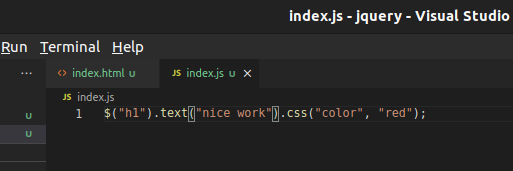 index.js - jquery - Visual Studio
Run Terminal Help
... <> index.html U JS index.js U ×
JS index.js
U 1 $("h1").text("nice work").css("color", "red");
U